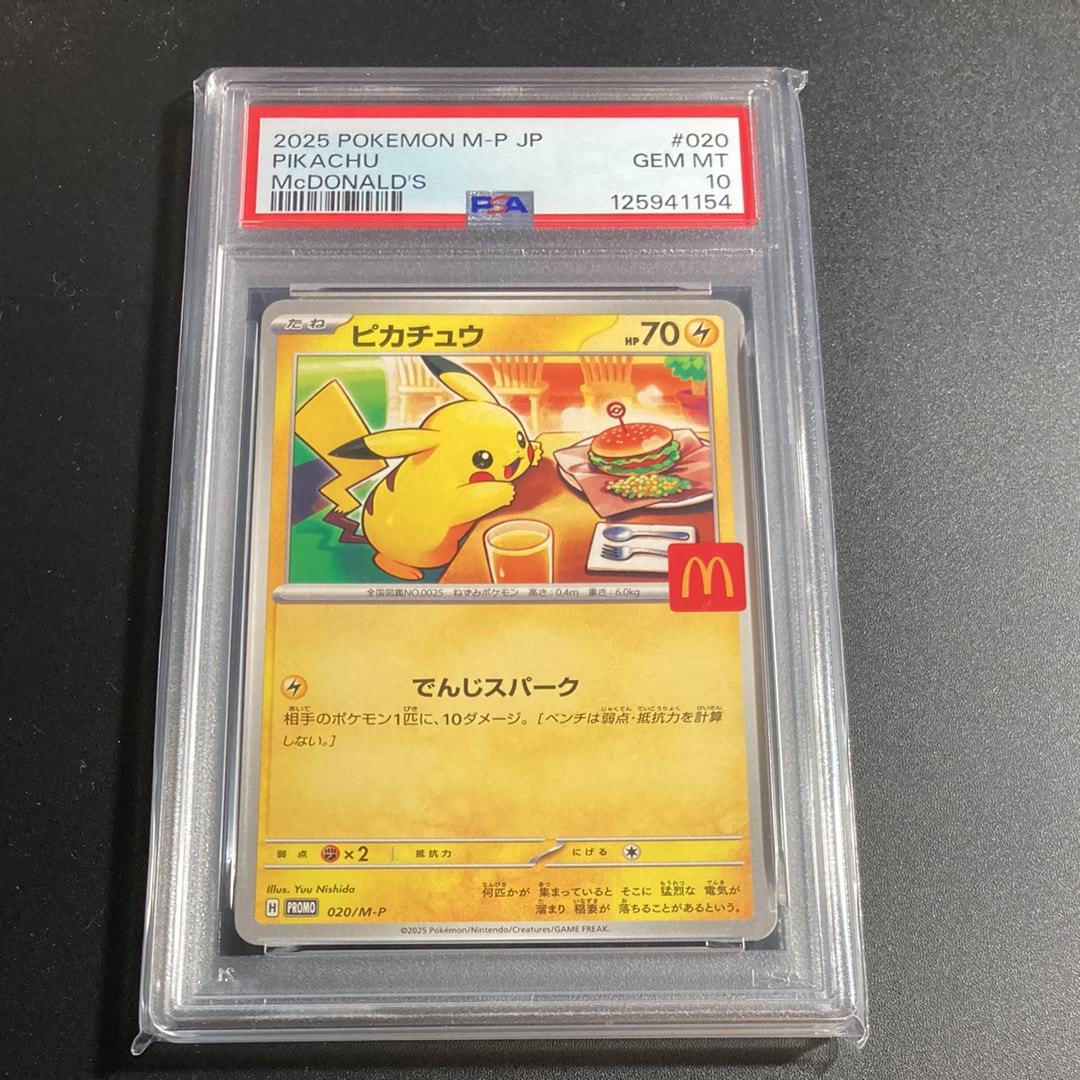 2025 POKEMON M-P JP #020
PIKACHU GEM MT
McDONALD'S 10
PSA 125941154
たね ピカチュウ HP 70
全国図鑑NO.0025 ねずみポケモン 高さ:0.4m 重さ:6.0kg
でんじスパーク
相手のポケモン1匹に、10ダメージ。[ベンチは弱点・抵抗力を計算
しない。]
弱点 ×2 抵抗力 にげる
Illus. Yuu Nishida
何匹かが 集まっていると そこに 猛烈な 電気が
溜まり 稲妻が 落ちることがあるという。
H PROMO 020/M-P
©2025 Pokémon/Nintendo/Creatures/GAME FREAK.